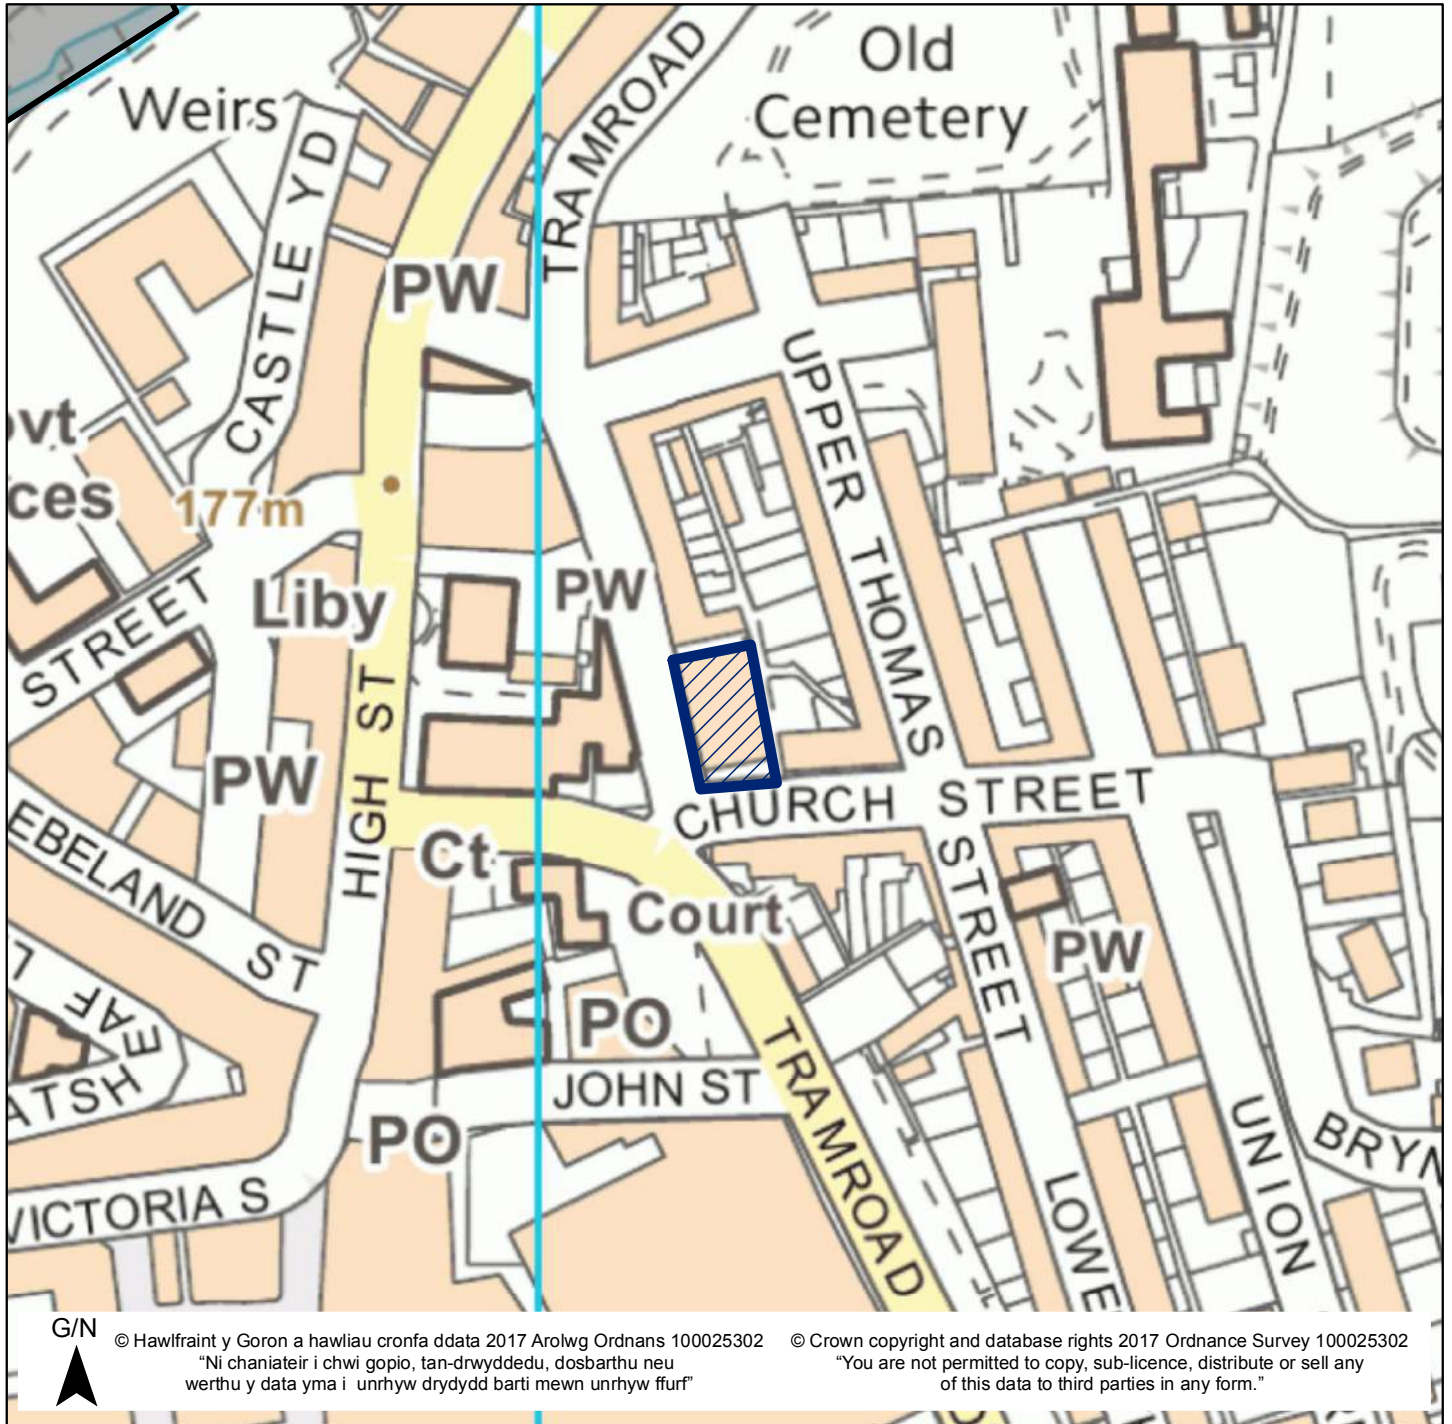 Old
Cemetery
Weirs
TRAMROAD
CASTLE YD
PW
UPPER THOMAS
ovt
ces
177m
STREET
Liby
PW
HIGH ST
PW
CHURCH STREET
STREET
EBELAND ST
Ct
Court
PW
PO
JOHN ST
TRAMROAD
PO
VICTORIA S
UNION
BRYN
LOWE
G/N
© Hawlfraint y Goron a hawliau cronfa ddata 2017 Arolwg Ordnans 100025302
“Ni chaniateir i chwi gopio, tan-drwyddedu, dosbarthu neu
werthu y data yma i unrhyw drydydd barti mewn unrhyw ffurf”
© Crown copyright and database rights 2017 Ordnance Survey 100025302
“You are not permitted to copy, sub-licence, distribute or sell any
of this data to third parties in any form.”